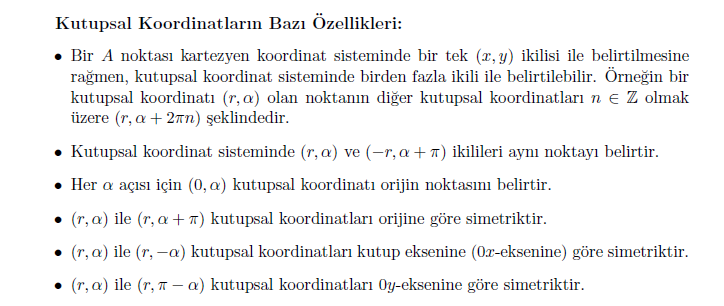 Kutupsal Koordinatların Bazı Özellikleri:
• Bir A noktası kartezyen koordinat sisteminde bir tek (x, y) ikilisi ile belirtilmesine
rağmen, kutupsal koordinat sisteminde birden fazla ikili ile belirtilebilir. Örneğin bir
kutupsal koordinatı (r, α) olan noktanın diğer kutupsal koordinatları n ∈ ℤ olmak
üzere (r, α + 2πn) şeklindedir.
• Kutupsal koordinat sisteminde (r, α) ve (−r, α + π) ikilileri aynı noktayı belirtir.
• Her α açısı için (0, α) kutupsal koordinatı orijin noktasını belirtir.
• (r, α) ile (r, α + π) kutupsal koordinatları orijine göre simetriktir.
• (r, α) ile (r, −α) kutupsal koordinatları kutup eksenine (0x-eksenine) göre simetriktir.
• (r, α) ile (r, π − α) kutupsal koordinatları 0y-eksenine göre simetriktir.